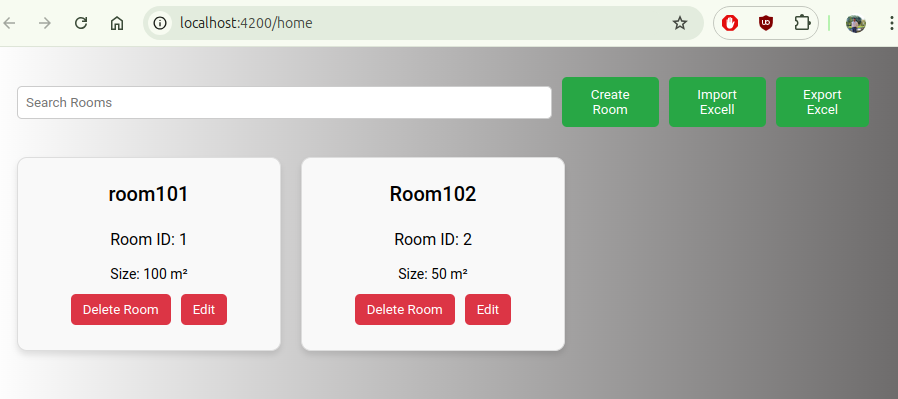 localhost:4200/home
Search Rooms
Create
Room
Import
Excell
Export
Excel
room101
Room ID: 1
Size: 100 m²
Delete Room
Edit
Room102
Room ID: 2
Size: 50 m²
Delete Room
Edit